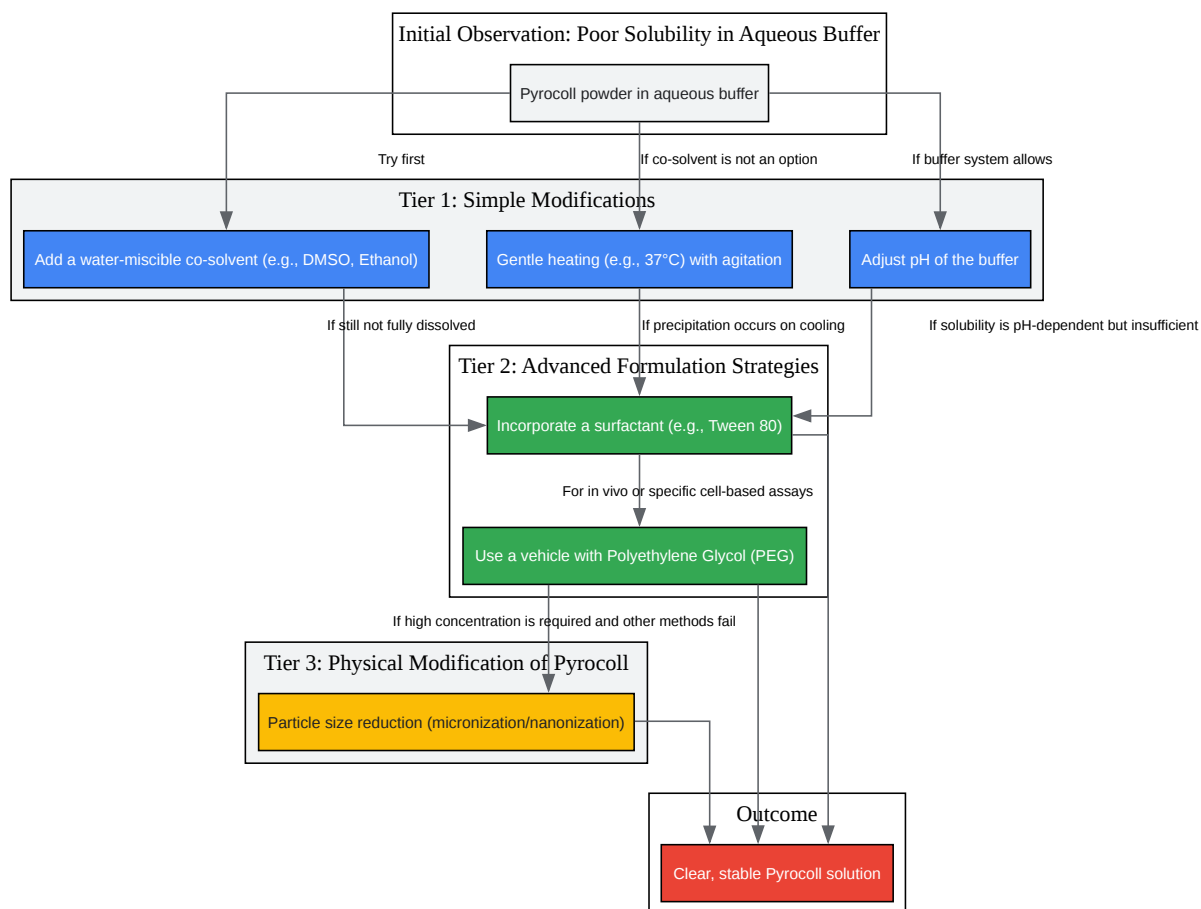 Initial Observation: Poor Solubility in Aqueous Buffer
Pyrocoll powder in aqueous buffer
Try first
If co-solvent is not an option
If buffer system allows
Tier 1: Simple Modifications
Add a water-miscible co-solvent (e.g., DMSO, Ethanol)
Gentle heating (e.g., 37°C) with agitation
Adjust pH of the buffer
If still not fully dissolved
If precipitation occurs on cooling
If solubility is pH-dependent but insufficient
Tier 2: Advanced Formulation Strategies
Incorporate a surfactant (e.g., Tween 80)
For in vivo or specific cell-based assays
Use a vehicle with Polyethylene Glycol (PEG)
If high concentration is required and other methods fail
Tier 3: Physical Modification of Pyrocoll
Particle size reduction (micronization/nanonization)
Outcome
Clear, stable Pyrocoll solution